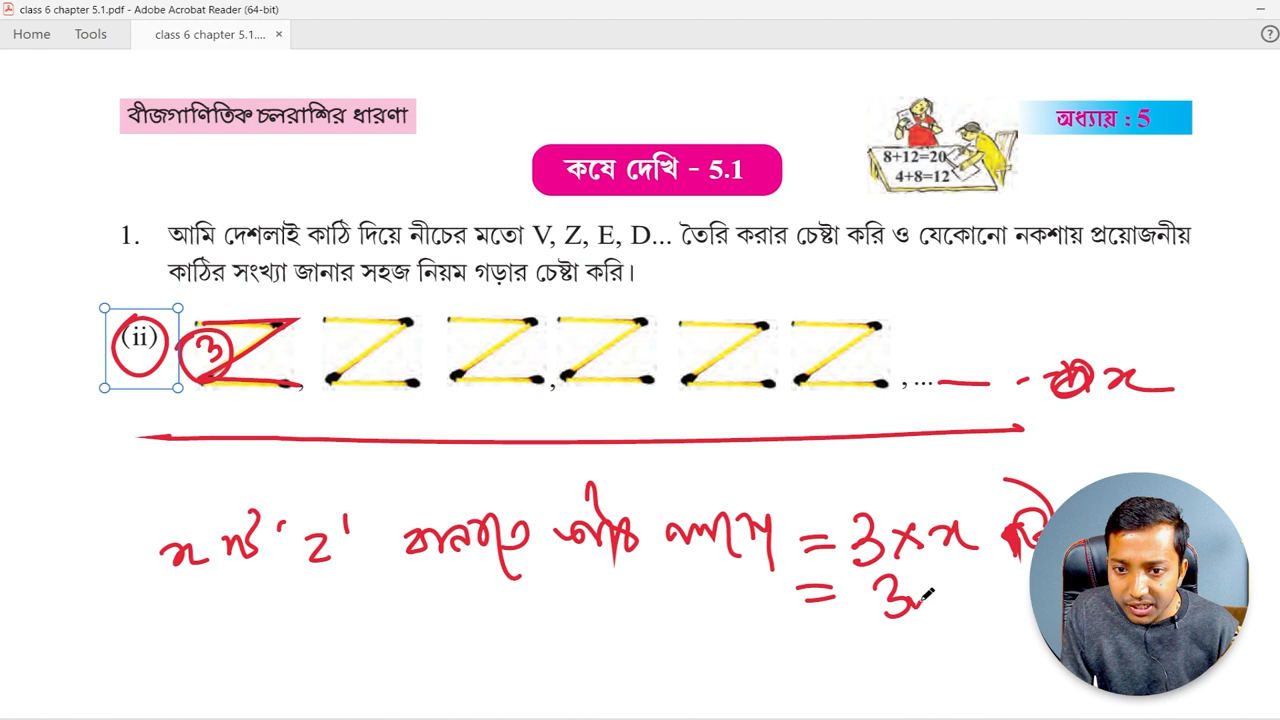 class 6 chapter 5.1.pdf - Adobe Acrobat Reader (64-bit)
Home Tools class 6 chapter 5.1.... ×
বীজগাণিতিক চলরাশির ধারণা
8+12=20
4+8=12
অধ্যায় : 5
কষে দেখি - 5.1
1. আমি দেশলাই কাঠি দিয়ে নীচের মতো V, Z, E, D... তৈরি করার চেষ্টা করি ও যেকোনো নকশায় প্রয়োজনীয়
কাঠির সংখ্যা জানার সহজ নিয়ম গড়ার চেষ্টা করি।
(ii) 3 , , , ... x
x 'Z' = 3 × x
= 3